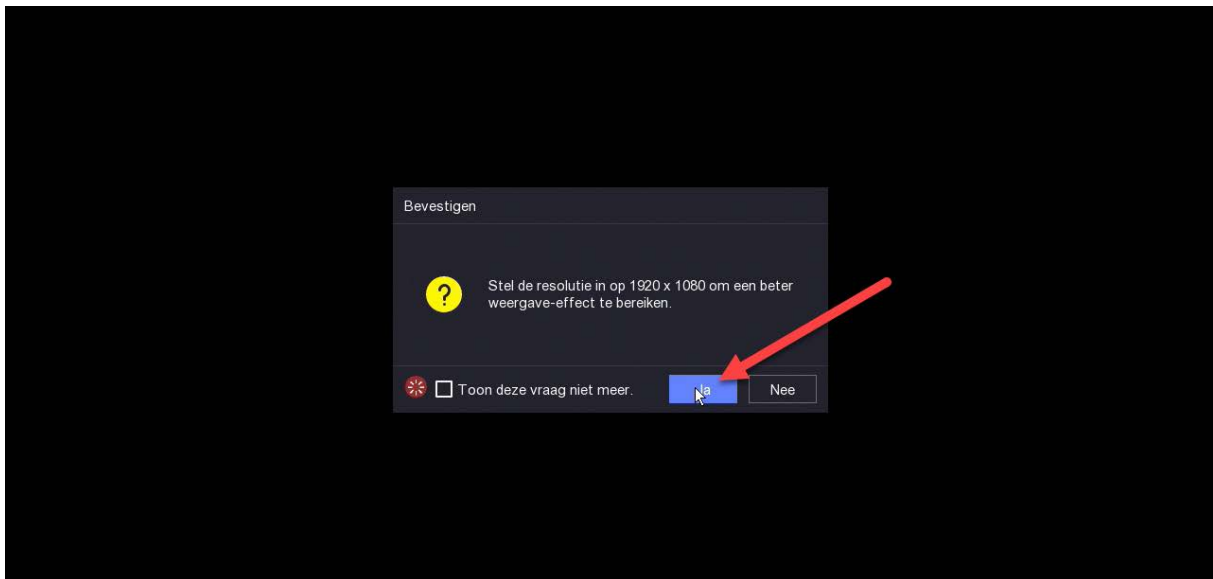 Bevestigen
Stel de resolutie in op 1920 x 1080 om een beter
weergave-effect te bereiken.
Toon deze vraag niet meer.
Ja
Nee